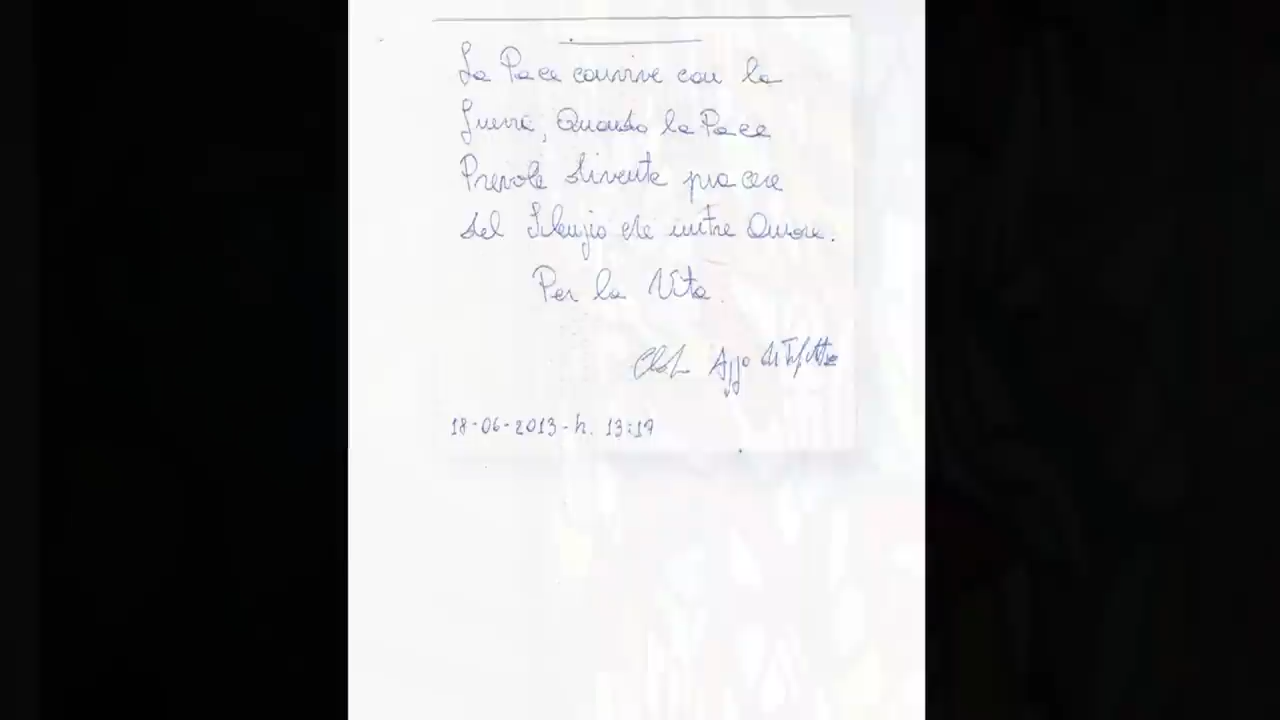 La Pace convive con la
Guerra, Quando la Pace
Prevale diventa piacere
del Silenzio che nutre Amore.
Per la Vita.
18-06-2013-h. 13:17